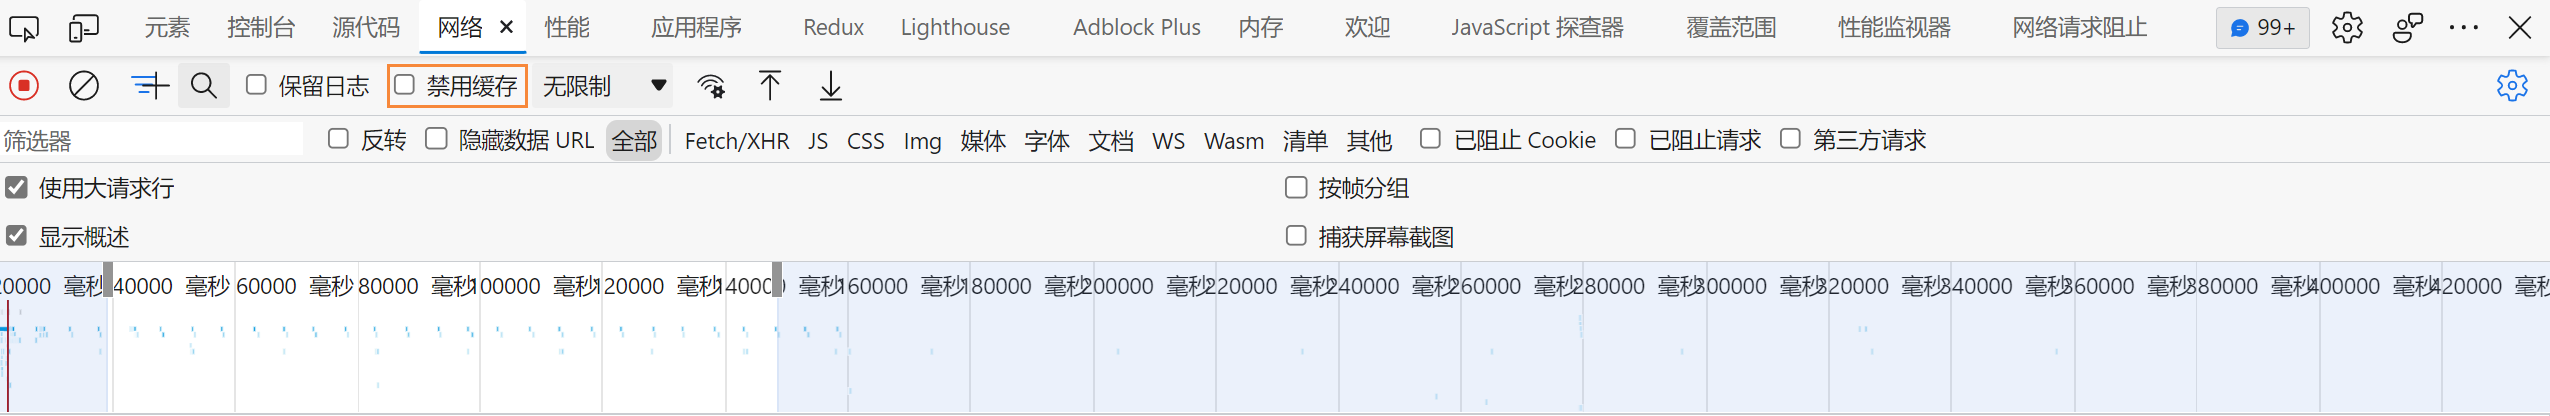 元素 控制台 源代码 网络 性能 应用程序 Redux Lighthouse Adblock Plus 内存 欢迎 JavaScript 探查器 覆盖范围 性能监视器 网络请求阻止 99+
保留日志 禁用缓存 无限制
筛选器 反转 隐藏数据 URL 全部 Fetch/XHR JS CSS Img 媒体 字体 文档 WS Wasm 清单 其他 已阻止 Cookie 已阻止请求 第三方请求
使用大请求行 按帧分组
显示概述 捕获屏幕截图
20000 毫秒 40000 毫秒 60000 毫秒 80000 毫秒 100000 毫秒 120000 毫秒 140000 毫秒 160000 毫秒 180000 毫秒 200000 毫秒 220000 毫秒 240000 毫秒 260000 毫秒 280000 毫秒 300000 毫秒 320000 毫秒 340000 毫秒 360000 毫秒 380000 毫秒 400000 毫秒 420000 毫秒